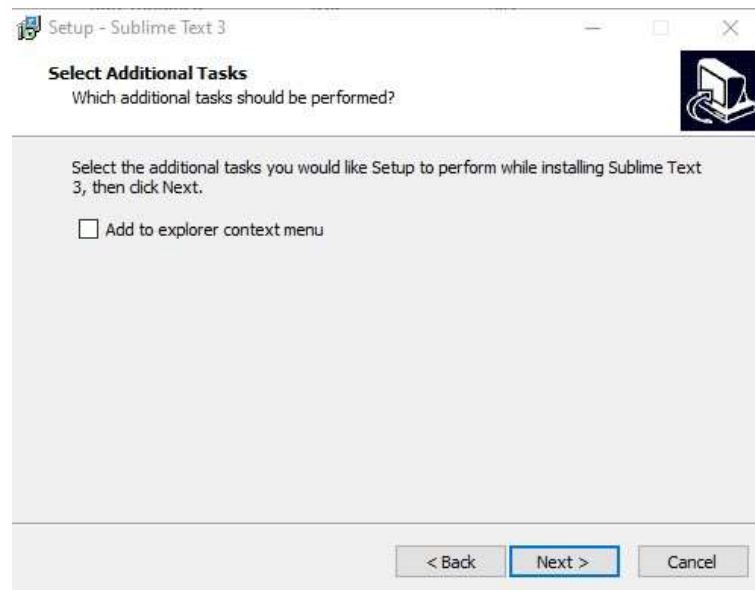 Setup - Sublime Text 3
Select Additional Tasks
Which additional tasks should be performed?
Select the additional tasks you would like Setup to perform while installing Sublime Text
3, then click Next.
Add to explorer context menu
< Back
Next >
Cancel